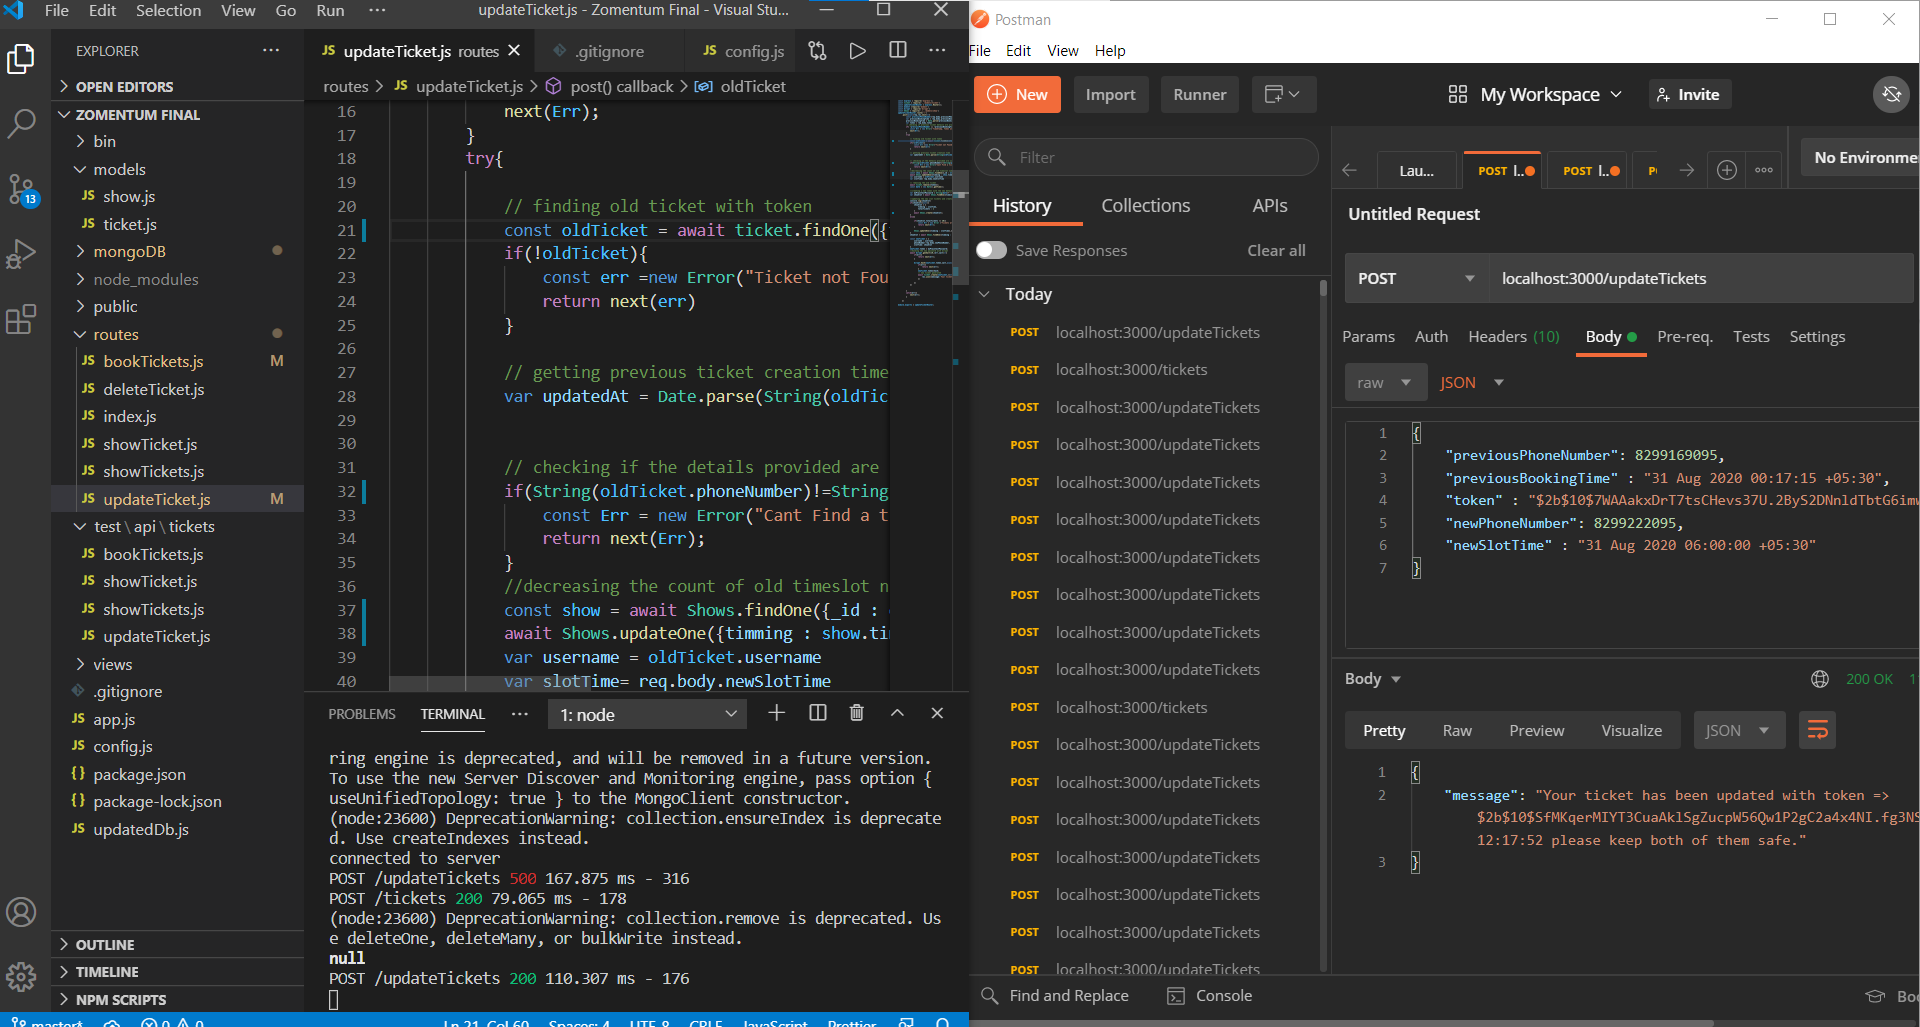 File Edit Selection View Go Run ··· updateTicket.js - Zomentum Final - Visual Stu...
EXPLORER ···
OPEN EDITORS
ZOMENTUM FINAL
bin
models
JS show.js
JS ticket.js
mongoDB
node_modules
public
routes
JS bookTickets.js M
JS deleteTicket.js
JS index.js
JS showTicket.js
JS showTickets.js
JS updateTicket.js M
test \ api \ tickets
JS bookTickets.js
JS showTicket.js
JS showTickets.js
JS updateTicket.js
views
.gitignore
JS app.js
JS config.js
{} package.json
{} package-lock.json
JS updatedDb.js
OUTLINE
TIMELINE
NPM SCRIPTS
13
JS updateTicket.js routes .gitignore JS config.js ···
routes > JS updateTicket.js > post() callback > oldTicket
16 next(Err);
17 }
18 try{
19
20 // finding old ticket with token
21 const oldTicket = await ticket.findOne({
22 if(!oldTicket){
23 const err =new Error("Ticket not Fou
24 return next(err)
25 }
26
27 // getting previous ticket creation time
28 var updatedAt = Date.parse(String(oldTic
29
30
31 // checking if the details provided are
32 if(String(oldTicket.phoneNumber)!=String
33 const Err = new Error("Cant Find a t
34 return next(Err);
35 }
36 //decreasing the count of old timeslot n
37 const show = await Shows.findOne({_id :
38 await Shows.updateOne({timming : show.ti
39 var username = oldTicket.username
40 var slotTime= req.body.newSlotTime
PROBLEMS TERMINAL ··· 1: node
ring engine is deprecated, and will be removed in a future version.
To use the new Server Discover and Monitoring engine, pass option {
useUnifiedTopology: true } to the MongoClient constructor.
(node:23600) DeprecationWarning: collection.ensureIndex is deprecate
d. Use createIndexes instead.
connected to server
POST /updateTickets 500 167.875 ms - 316
POST /tickets 200 79.065 ms - 178
(node:23600) DeprecationWarning: collection.remove is deprecated. Us
e deleteOne, deleteMany, or bulkWrite instead.
null
POST /updateTickets 200 110.307 ms - 176
master* 0 0 Ln 21, Col 60 Spaces: 4 UTF-8 CRLF JavaScript Prettier
Postman
File Edit View Help
New Import Runner My Workspace Invite
Filter
History Collections APIs
Save Responses Clear all
Today
POST localhost:3000/updateTickets
POST localhost:3000/tickets
POST localhost:3000/updateTickets
POST localhost:3000/updateTickets
POST localhost:3000/updateTickets
POST localhost:3000/updateTickets
POST localhost:3000/updateTickets
POST localhost:3000/updateTickets
POST localhost:3000/updateTickets
POST localhost:3000/updateTickets
POST localhost:3000/tickets
POST localhost:3000/updateTickets
POST localhost:3000/updateTickets
POST localhost:3000/updateTickets
POST localhost:3000/updateTickets
POST localhost:3000/updateTickets
POST localhost:3000/updateTickets
POST localhost:3000/updateTickets
Lau... POST l.. POST l.. No Environme
Untitled Request
POST localhost:3000/updateTickets
Params Auth Headers (10) Body Pre-req. Tests Settings
raw JSON
1 {
2 "previousPhoneNumber": 8299169095,
3 "previousBookingTime" : "31 Aug 2020 00:17:15 +05:30",
4 "token" : "$2b$10$7WAAakxDrT7tsCHevs37U.2ByS2DNnldTbtG6im
5 "newPhoneNumber": 8299222095,
6 "newSlotTime" : "31 Aug 2020 06:00:00 +05:30"
7 }
Body 200 OK 1
Pretty Raw Preview Visualize JSON
1 {
2 "message": "Your ticket has been updated with token =>
$2b$10$SfMKqerMIYT3CuaAklSgZucpW56Qw1P2gC2a4x4NI.fg3NS
12:17:52 please keep both of them safe."
3 }
Find and Replace Console Boo